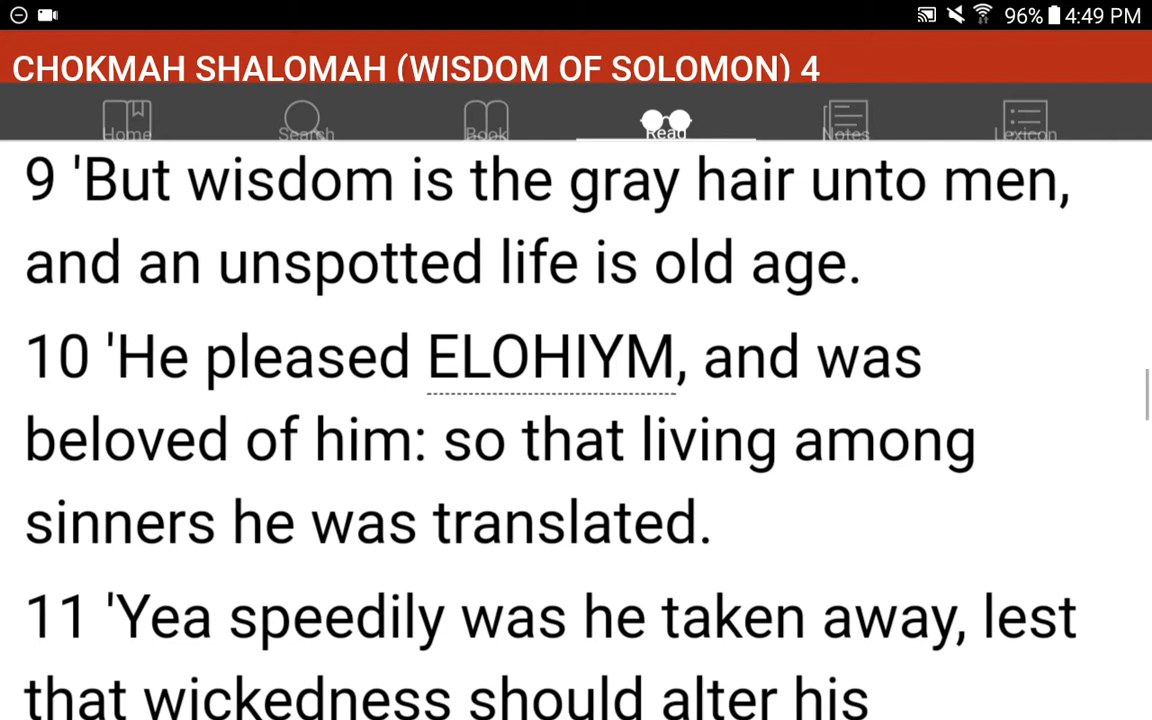 96% 4:49 PM
CHOKMAH SHALOMAH (WISDOM OF SOLOMON) 4
Home Search Book Read Notes Lexicon
9 'But wisdom is the gray hair unto men,
and an unspotted life is old age.
10 'He pleased ELOHIYM, and was
beloved of him: so that living among
sinners he was translated.
11 'Yea speedily was he taken away, lest
that wickedness should alter his